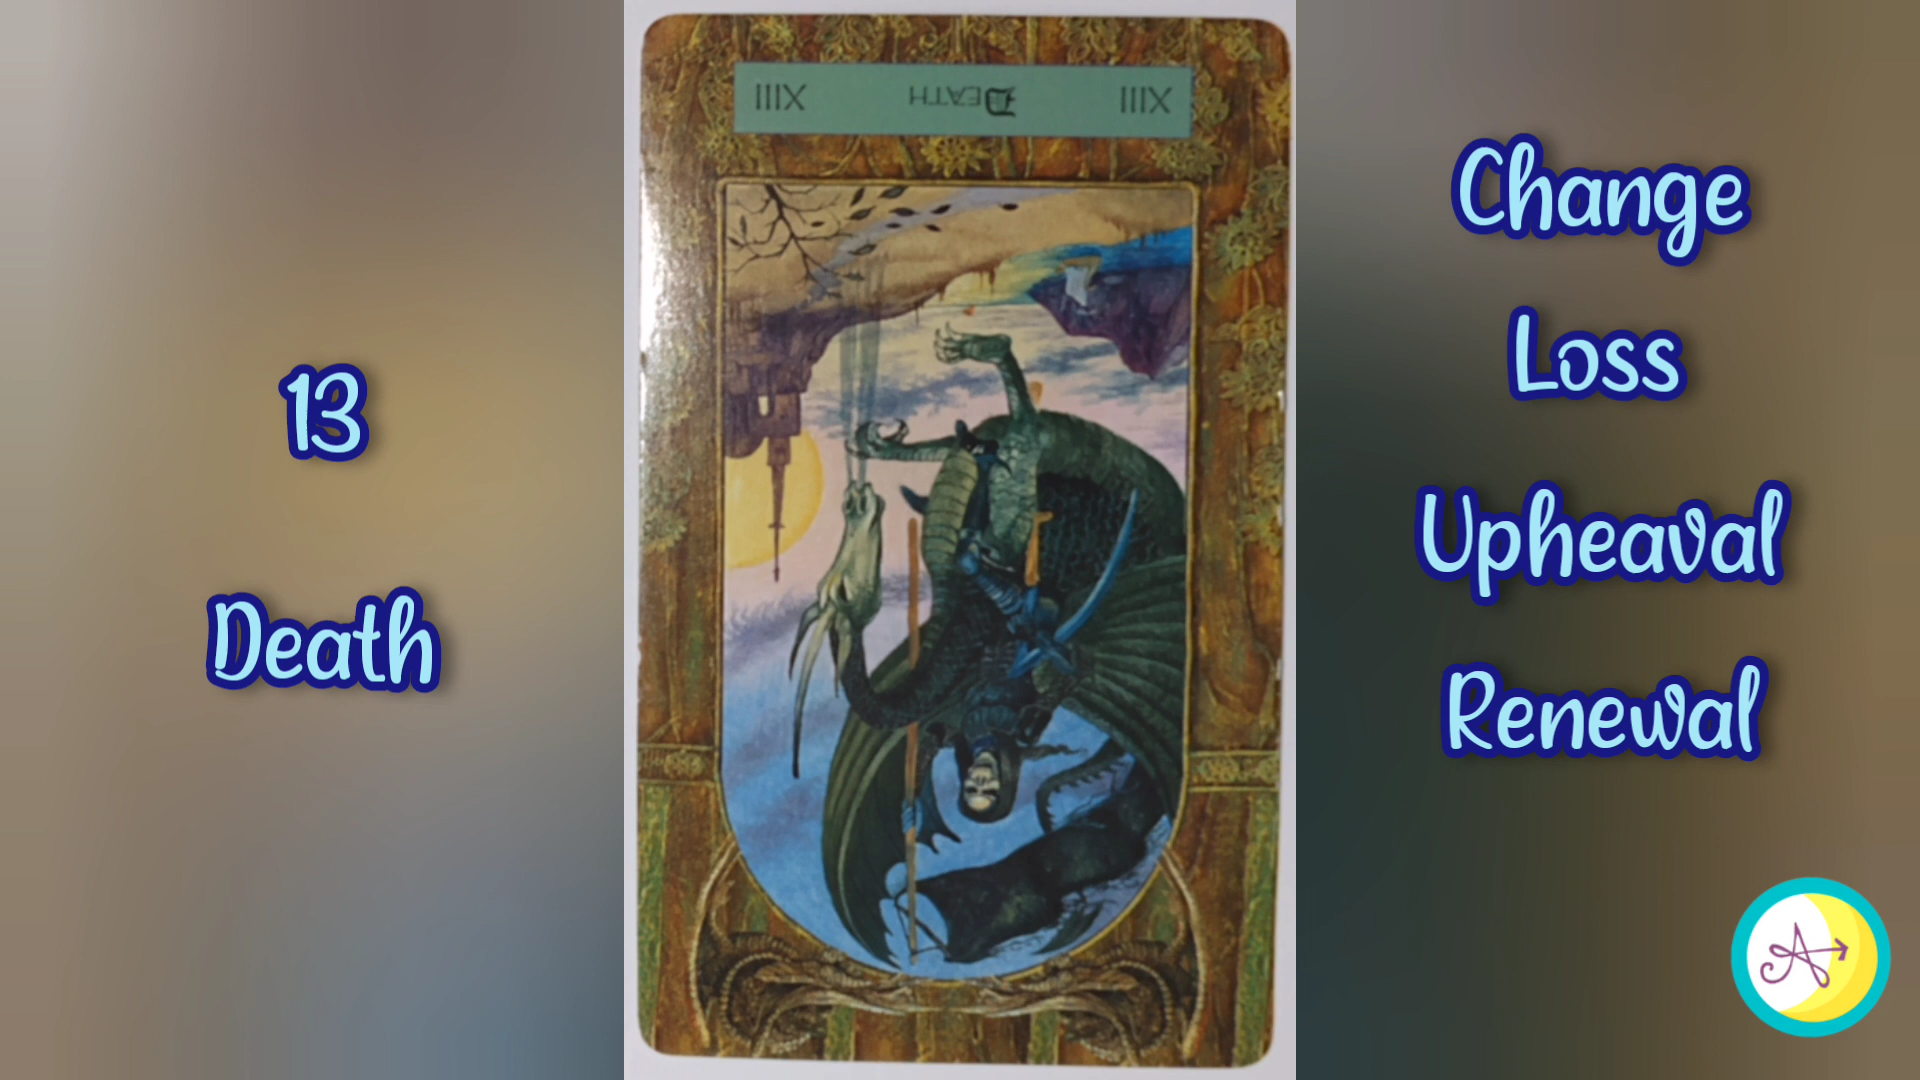 13
Death
XIII DEATH XIII
Change
Loss
Upheaval
Renewal